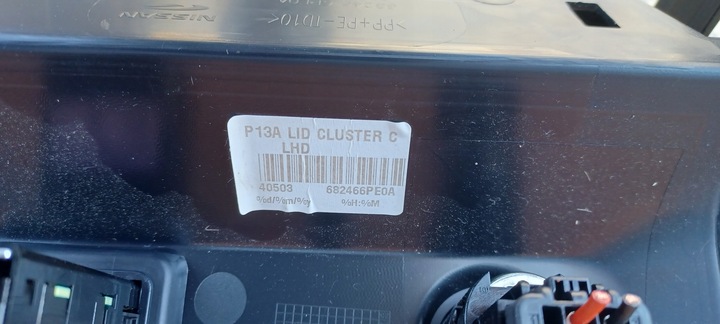 NISSAN
>PP+PE-TD10<
P13A LID CLUSTER C
LHD
40503 682466PE0A
%d/%m/%y %H:%M